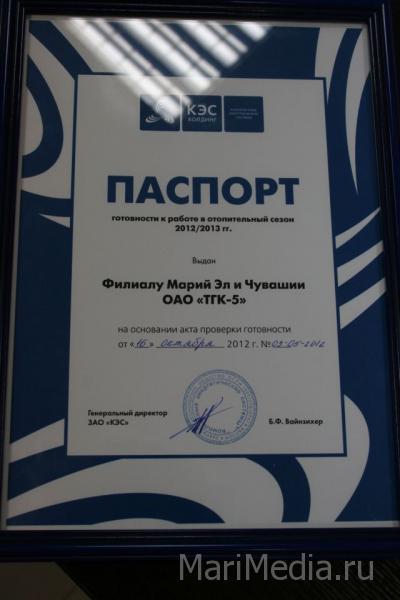 КЭС
ХОЛДИНГ
ПАСПОРТ
готовности к работе в отопительный сезон
2012/2013 гг.
Выдан
Филиалу Марий Эл и Чувашии
ОАО «ТГК-5»
на основании акта проверки готовности
от «16» октября 2012 г. №
Генеральный директор
ЗАО «КЭС»
Б.Ф. Вайнзихер
MariMedia.ru